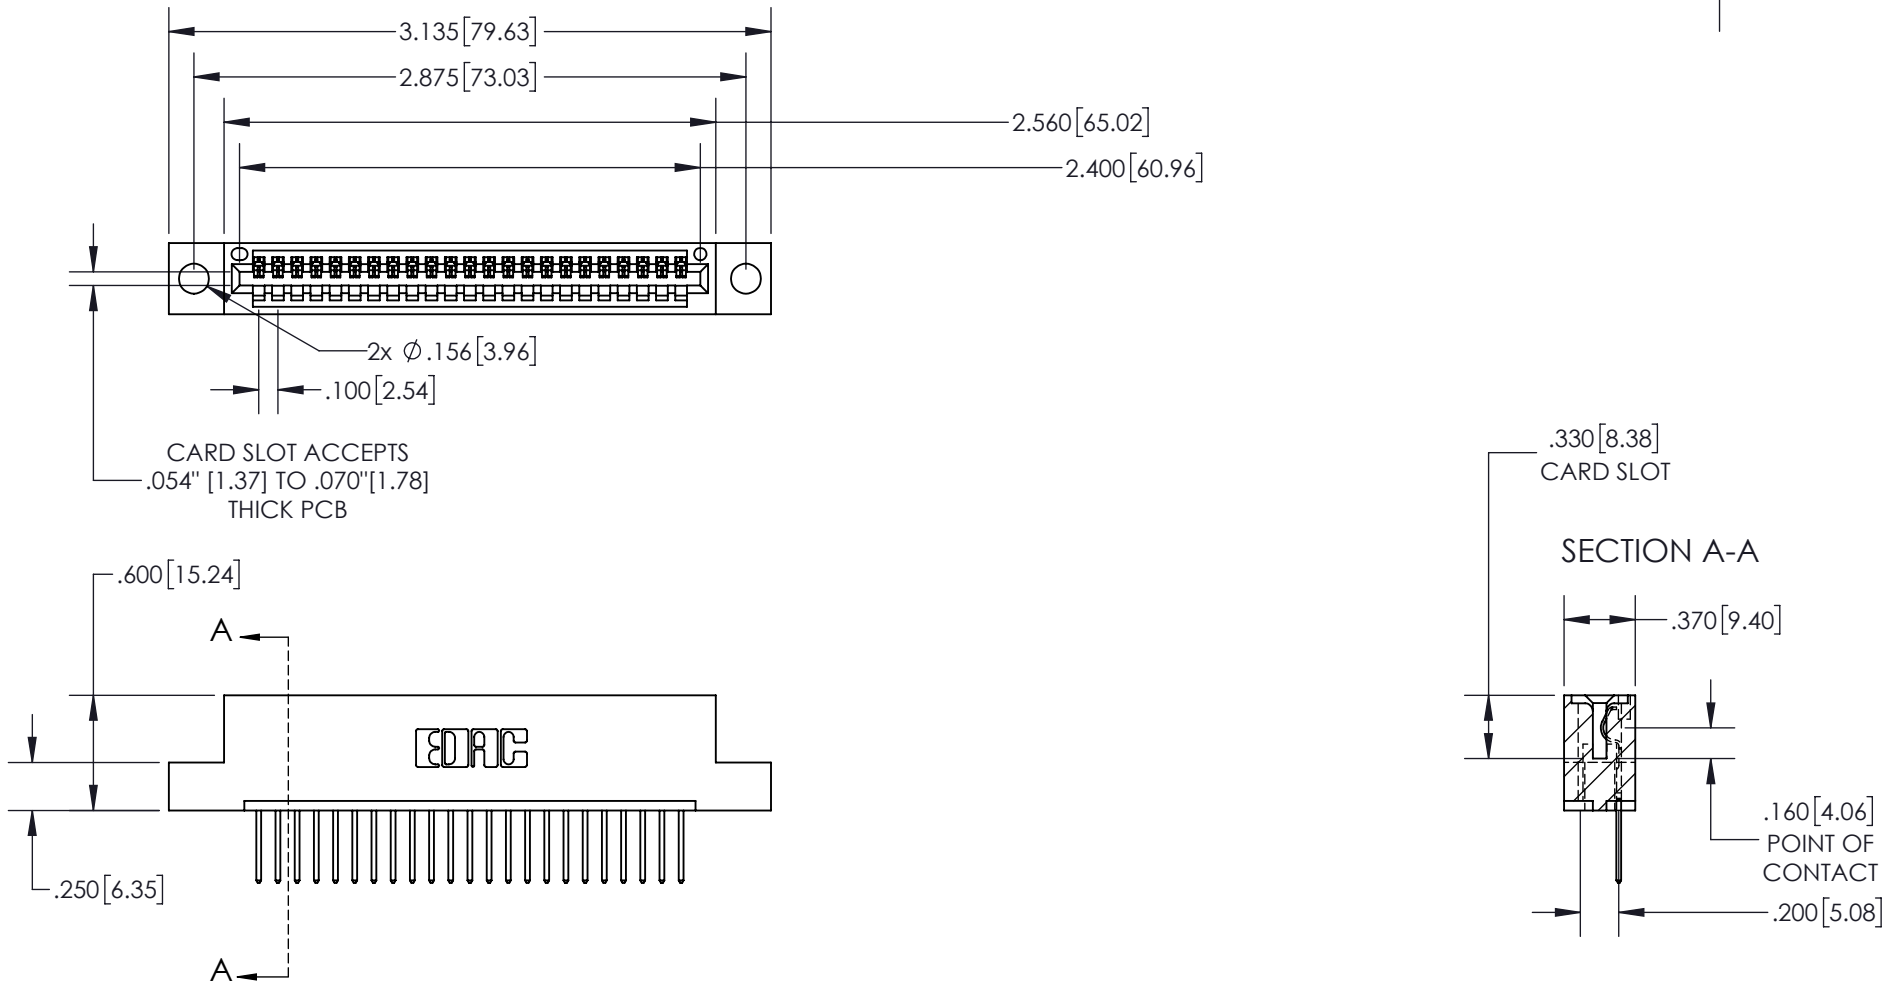 3.135[79.63]
2.875[73.03]
2.560[65.02]
2.400[60.96]
2x Ø.156[3.96]
.100[2.54]
CARD SLOT ACCEPTS
.054" [1.37] TO .070"[1.78]
THICK PCB
.330[8.38]
CARD SLOT
SECTION A-A
.600[15.24]
A
.370[9.40]
EDAC
.160[4.06]
POINT OF
CONTACT
.250[6.35]
.200[5.08]
A